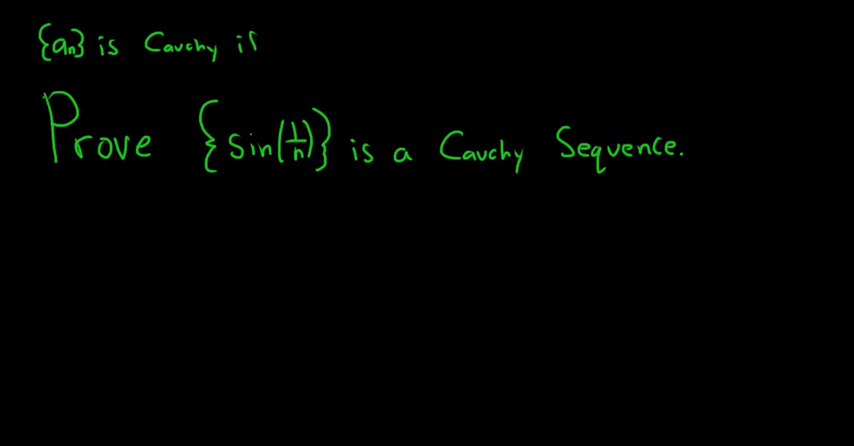 {aₙ} is Cauchy if
Prove {sin(1/n)} is a Cauchy Sequence.